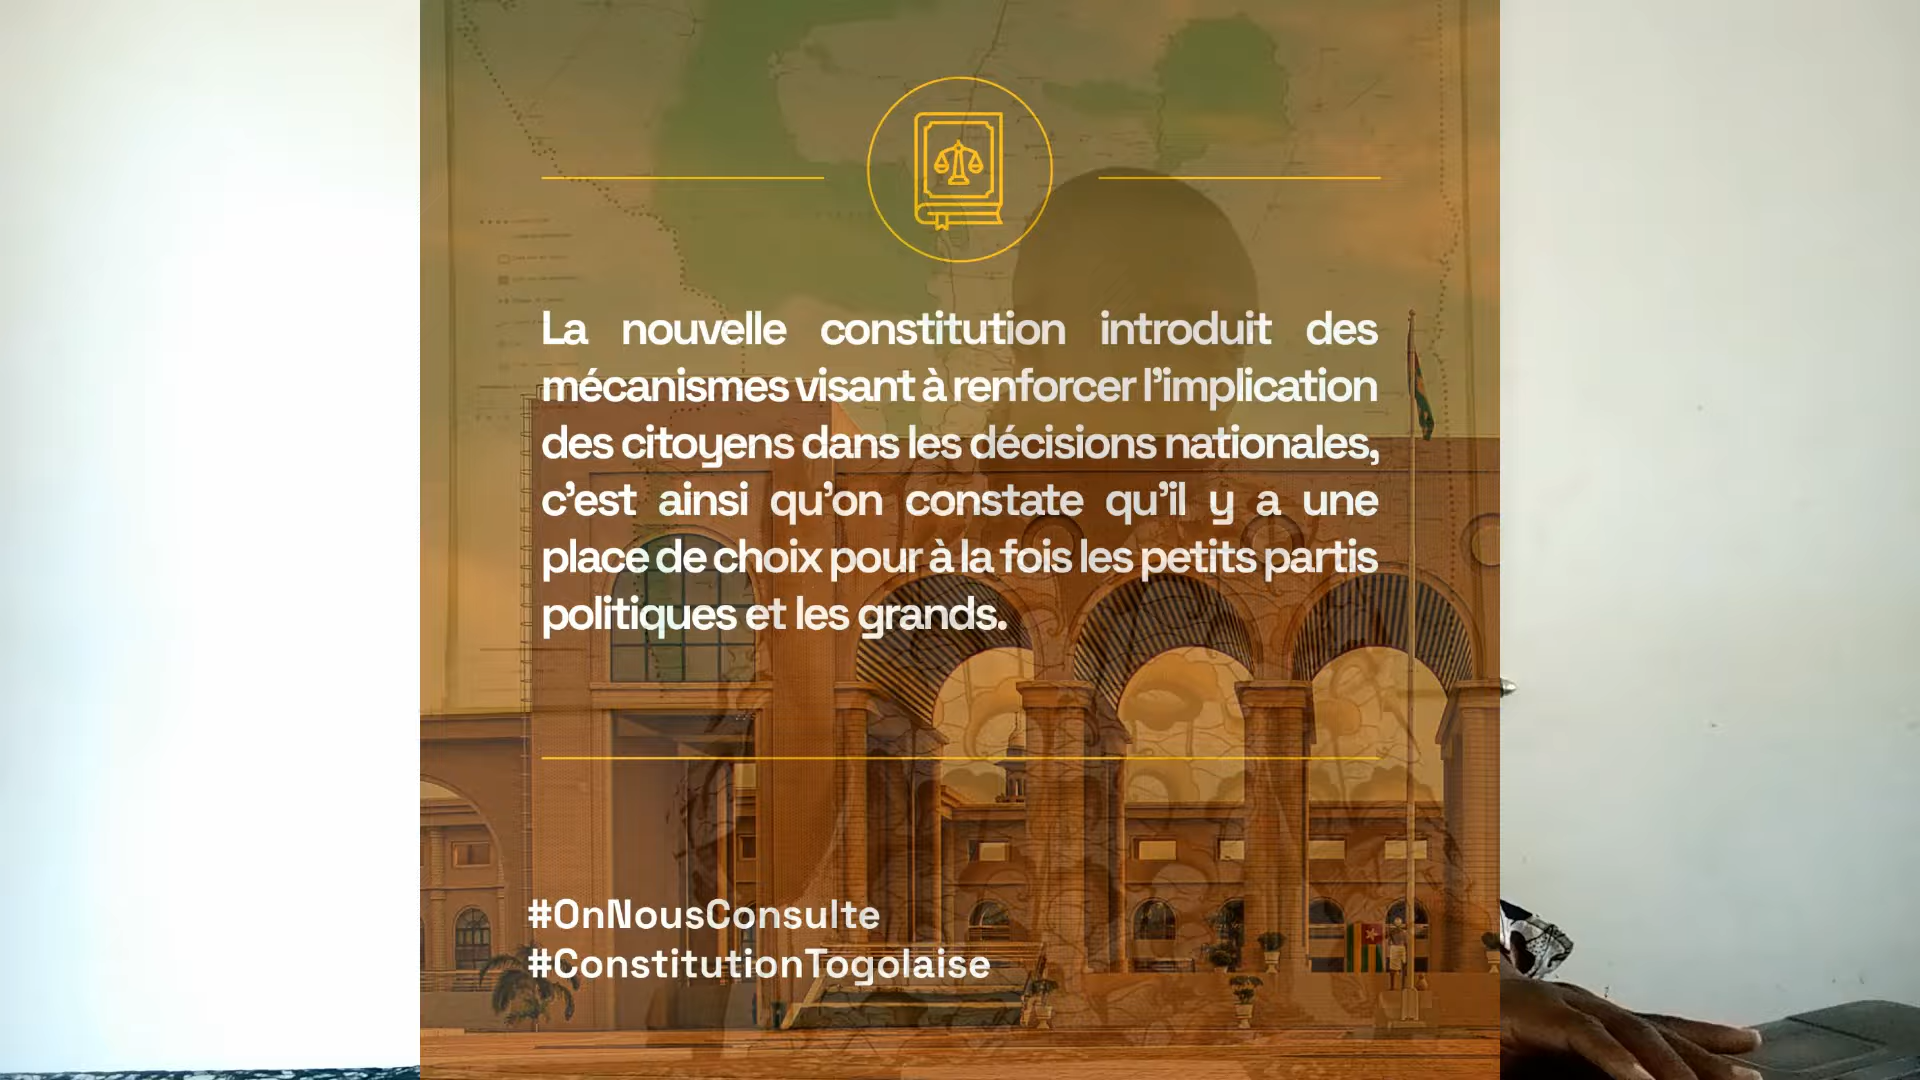 La nouvelle constitution introduit des
mécanismes visant à renforcer l’implication
des citoyens dans les décisions nationales,
c’est ainsi qu’on constate qu’il y a une
place de choix pour à la fois les petits partis
politiques et les grands.
#OnNousConsulte
#ConstitutionTogolaise